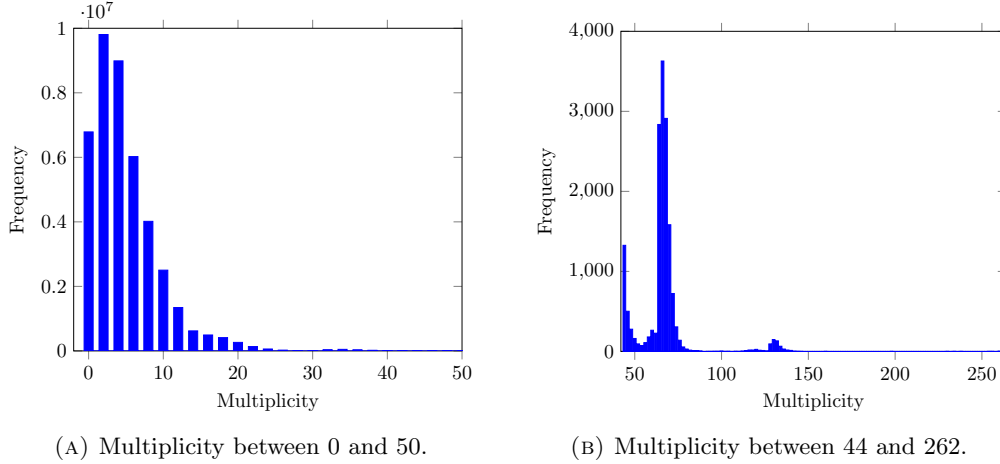 ·10⁷
1
0.8
0.6
0.4
0.2
0
0 10 20 30 40 50
Frequency
Multiplicity
(A) Multiplicity between 0 and 50.
4,000
3,000
2,000
1,000
0
50 100 150 200 250
Frequency
Multiplicity
(B) Multiplicity between 44 and 262.